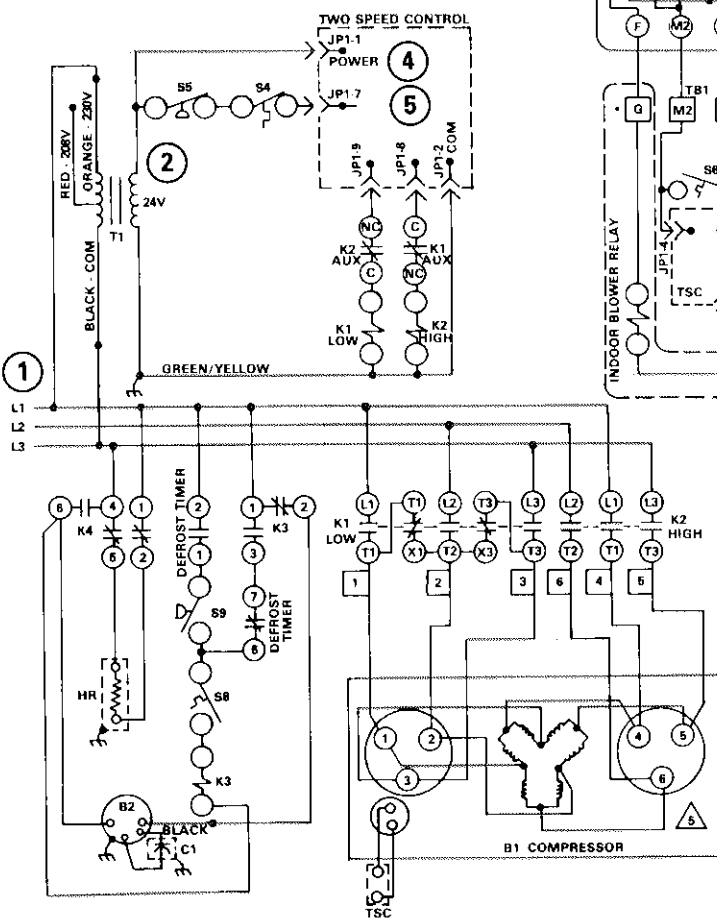 TWO SPEED CONTROL
JP1-1
POWER
4
JP1-7
5
S5
S4
JP1-9
JP1-8
JP1-2
COM
RED - 208V
ORANGE - 230V
2
24V
T1
BLACK - COM
NC
C
K2
AUX
K1
AUX
C
NC
K1
LOW
K2
HIGH
GREEN/YELLOW
1
L1
L2
L3
F
M2
TB1
G
M2
S6
JP1-4
TSC
INDOOR BLOWER RELAY
6
4
1
2
1
2
K4
K3
5
2
1
3
DEFROST TIMER
S9
7
DEFROST
TIMER
6
S8
HR
K3
B2
BLACK
C1
L1
T1
L2
T3
L3
L2
L1
L3
K1
LOW
K2
HIGH
T1
X1
T2
X3
T3
T2
T1
T3
1
2
3
6
4
5
1
2
3
4
5
6
5
B1 COMPRESSOR
TSC